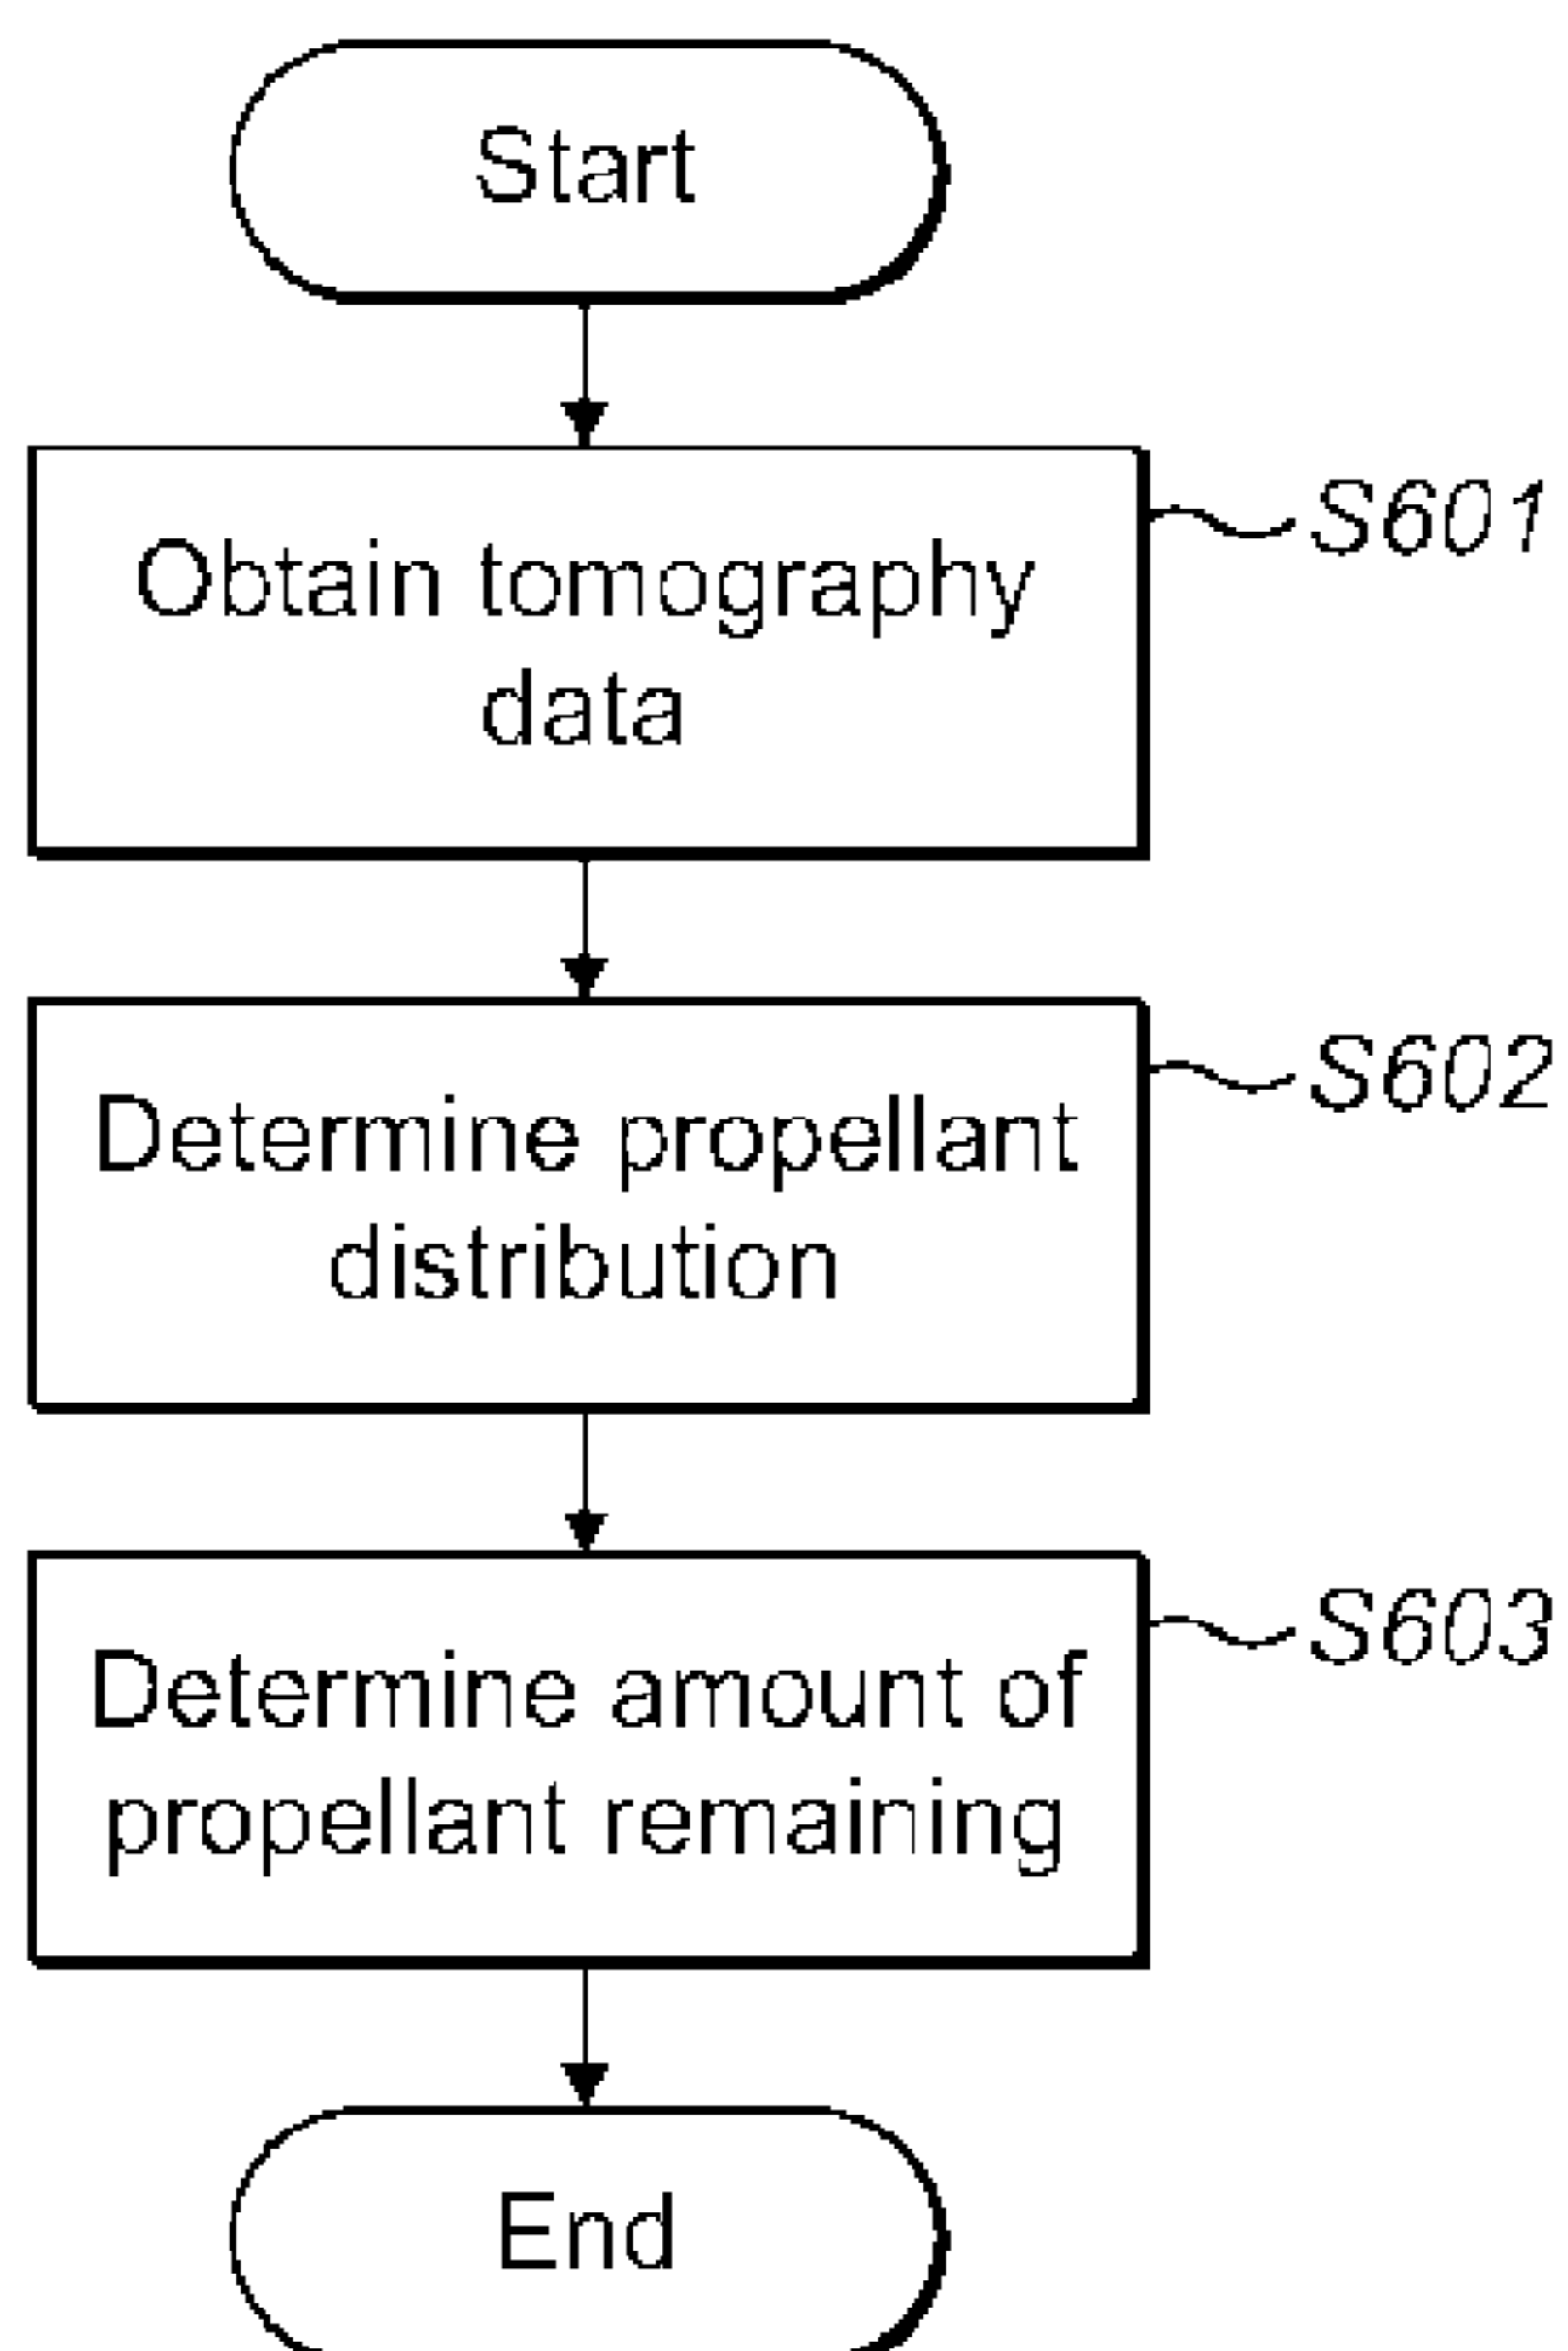 Start
S601
Obtain tomography
data
S602
Determine propellant
distribution
S603
Determine amount of
propellant remaining
End